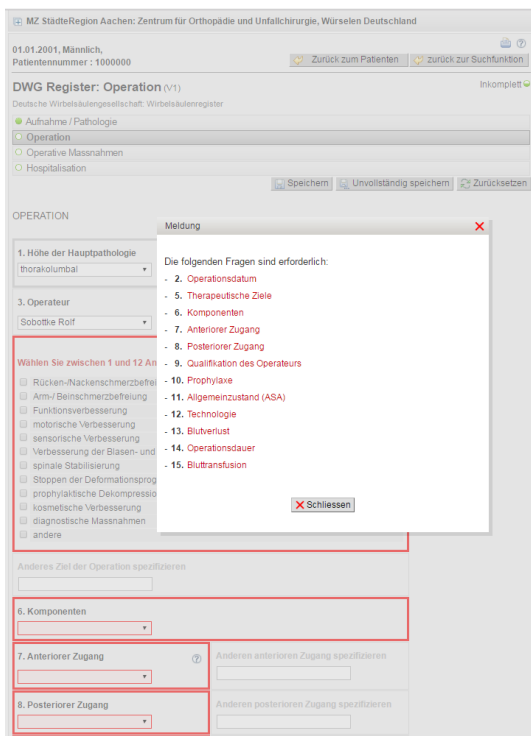 MZ StädteRegion Aachen: Zentrum für Orthopädie und Unfallchirurgie, Würselen Deutschland
01.01.2001, Männlich,
Patientennummer : 1000000
Zurück zum Patienten
zurück zur Suchfunktion
DWG Register: Operation (V1)
Inkomplett
Deutsche Wirbelsäulengesellschaft: Wirbelsäulenregister
Aufnahme / Pathologie
Operation
Operative Massnahmen
Hospitalisation
Speichern
Unvollständig speichern
Zurücksetzen
OPERATION
Meldung
1. Höhe der Hauptpathologie
thorakolumbal
3. Operateur
Sobottke Rolf
Die folgenden Fragen sind erforderlich:
- 2. Operationsdatum
- 5. Therapeutische Ziele
- 6. Komponenten
- 7. Anteriorer Zugang
- 8. Posteriorer Zugang
- 9. Qualifikation des Operateurs
- 10. Prophylaxe
- 11. Allgemeinzustand (ASA)
- 12. Technologie
- 13. Blutverlust
- 14. Operationsdauer
- 15. Bluttransfusion
Schliessen
Wählen Sie zwischen 1 und 12 An
Rücken-/Nackenschmerzbefrei
Arm-/ Beinschmerzbefreiung
Funktionsverbesserung
motorische Verbesserung
sensorische Verbesserung
Verbesserung der Blasen- und
spinale Stabilisierung
Stoppen der Deformationsprog
prophylaktische Dekompressio
kosmetische Verbesserung
diagnostische Massnahmen
andere
Anderes Ziel der Operation spezifizieren
6. Komponenten
7. Anteriorer Zugang
Anderen anterioren Zugang spezifizieren
8. Posteriorer Zugang
Anderen posterioren Zugang spezifizieren